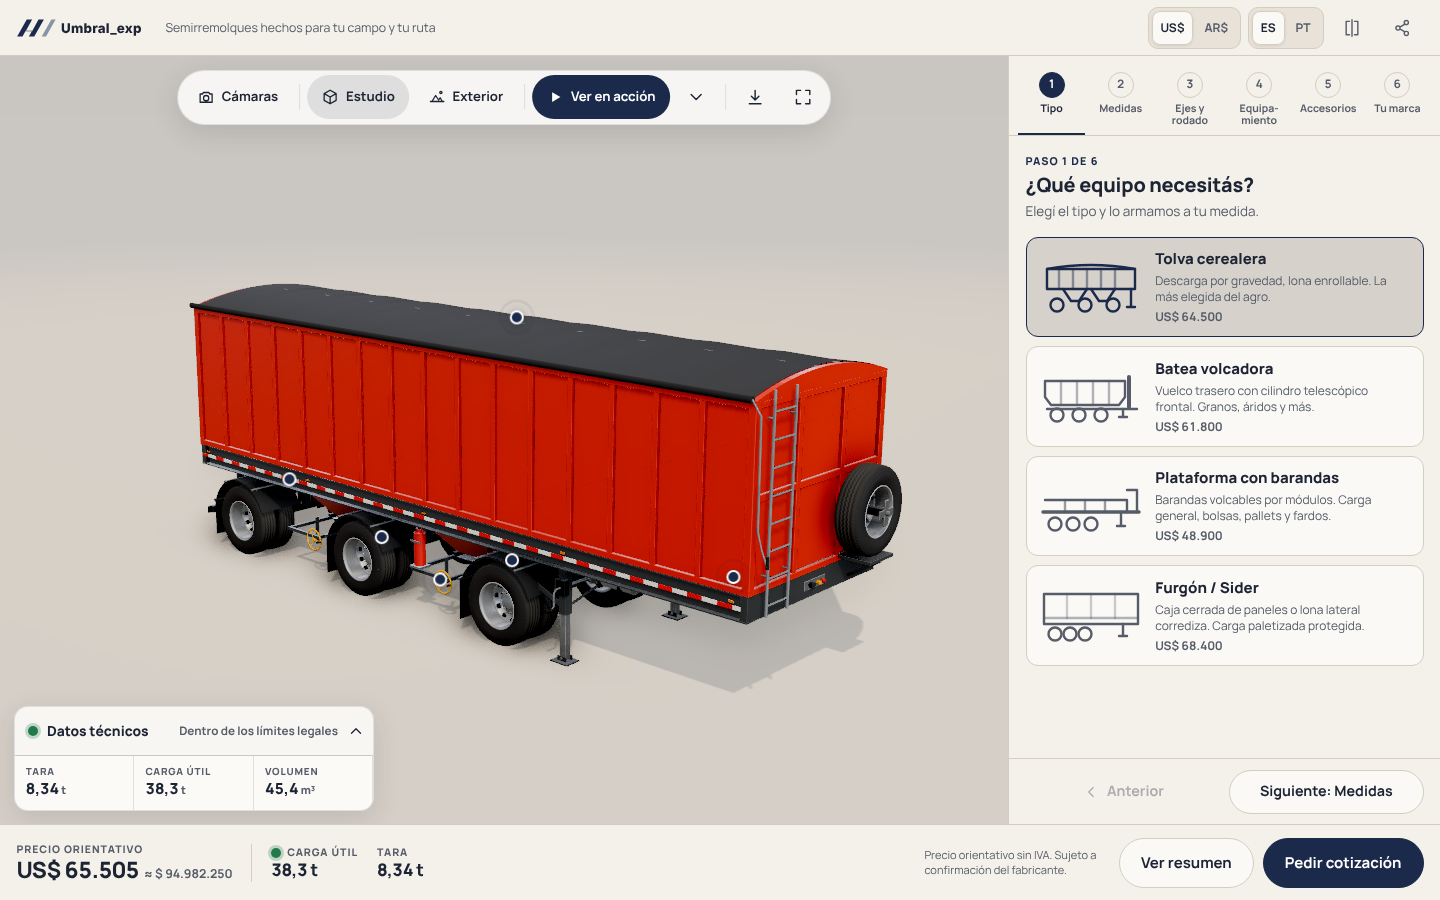 Umbral_exp
Semirremolques hechos para tu campo y tu ruta
US$ AR$
ES PT
Cámaras
Estudio
Exterior
Ver en acción
1
Tipo
2
Medidas
3
Ejes y
rodado
4
Equipa-
miento
5
Accesorios
6
Tu marca
PASO 1 DE 6
¿Qué equipo necesitás?
Elegí el tipo y lo armamos a tu medida.
Tolva cerealera
Descarga por gravedad, lona enrollable. La
más elegida del agro.
US$ 64.500
Batea volcadora
Vuelco trasero con cilindro telescópico
frontal. Granos, áridos y más.
US$ 61.800
Plataforma con barandas
Barandas volcables por módulos. Carga
general, bolsas, pallets y fardos.
US$ 48.900
Furgón / Sider
Caja cerrada de paneles o lona lateral
corrediza. Carga paletizada protegida.
US$ 68.400
Anterior
Siguiente: Medidas
Datos técnicos
Dentro de los límites legales
TARA
8,34 t
CARGA ÚTIL
38,3 t
VOLUMEN
45,4 m³
PRECIO ORIENTATIVO
US$ 65.505 ≈ $ 94.982.250
CARGA ÚTIL
38,3 t
TARA
8,34 t
Precio orientativo sin IVA. Sujeto a
confirmación del fabricante.
Ver resumen
Pedir cotización